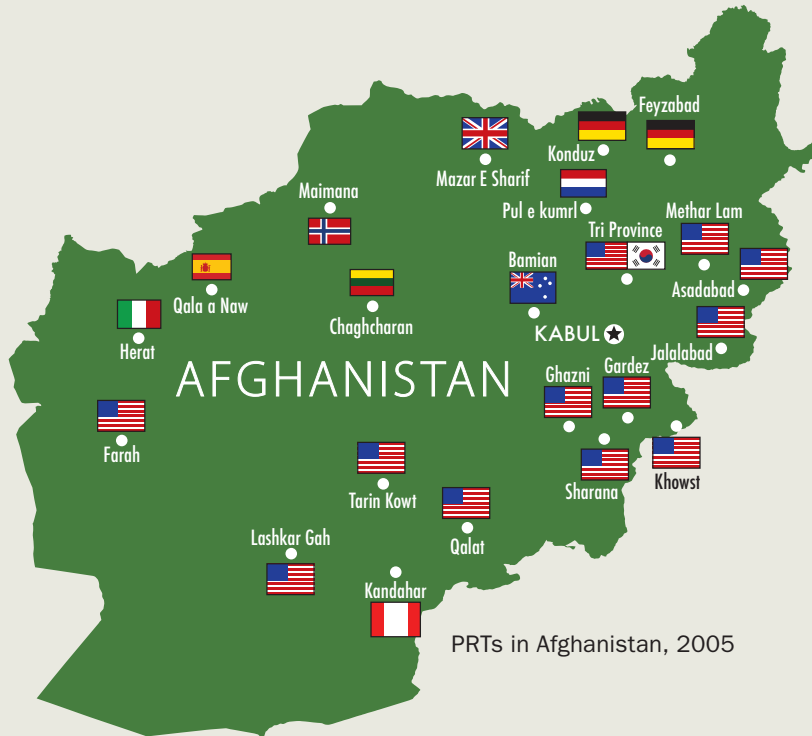 Feyzabad
Konduz
Mazar E Sharif
Maimana
Pul e kumrl
Methar Lam
Tri Province
Bamian
Qala a Naw
Asadabad
Chaghcharan
KABUL
Herat
Jalalabad
AFGHANISTAN
Ghazni
Gardez
Farah
Khowst
Sharana
Tarin Kowt
Qalat
Lashkar Gah
Kandahar
PRTs in Afghanistan, 2005